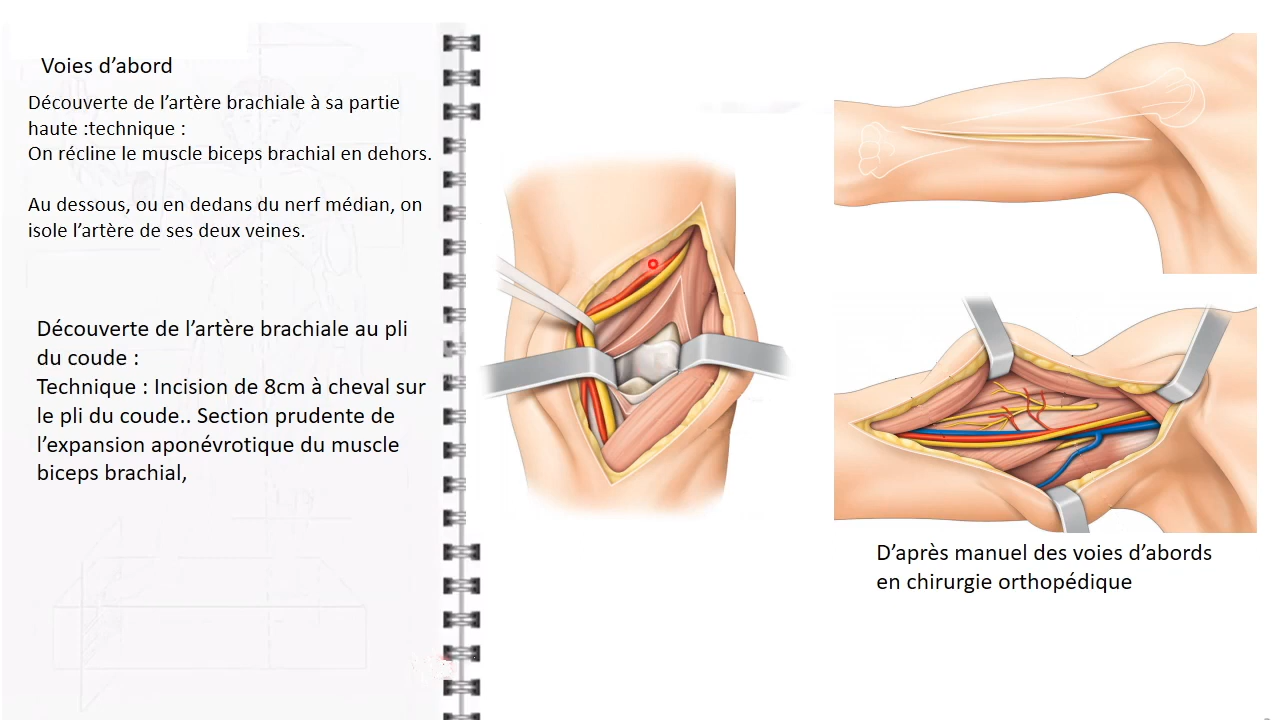 Voies d’abord
Découverte de l’artère brachiale à sa partie
haute :technique :
On récline le muscle biceps brachial en dehors.
Au dessous, ou en dedans du nerf médian, on
isole l’artère de ses deux veines.
Découverte de l’artère brachiale au pli
du coude :
Technique : Incision de 8cm à cheval sur
le pli du coude.. Section prudente de
l’expansion aponévrotique du muscle
biceps brachial,
D’après manuel des voies d’abords
en chirurgie orthopédique